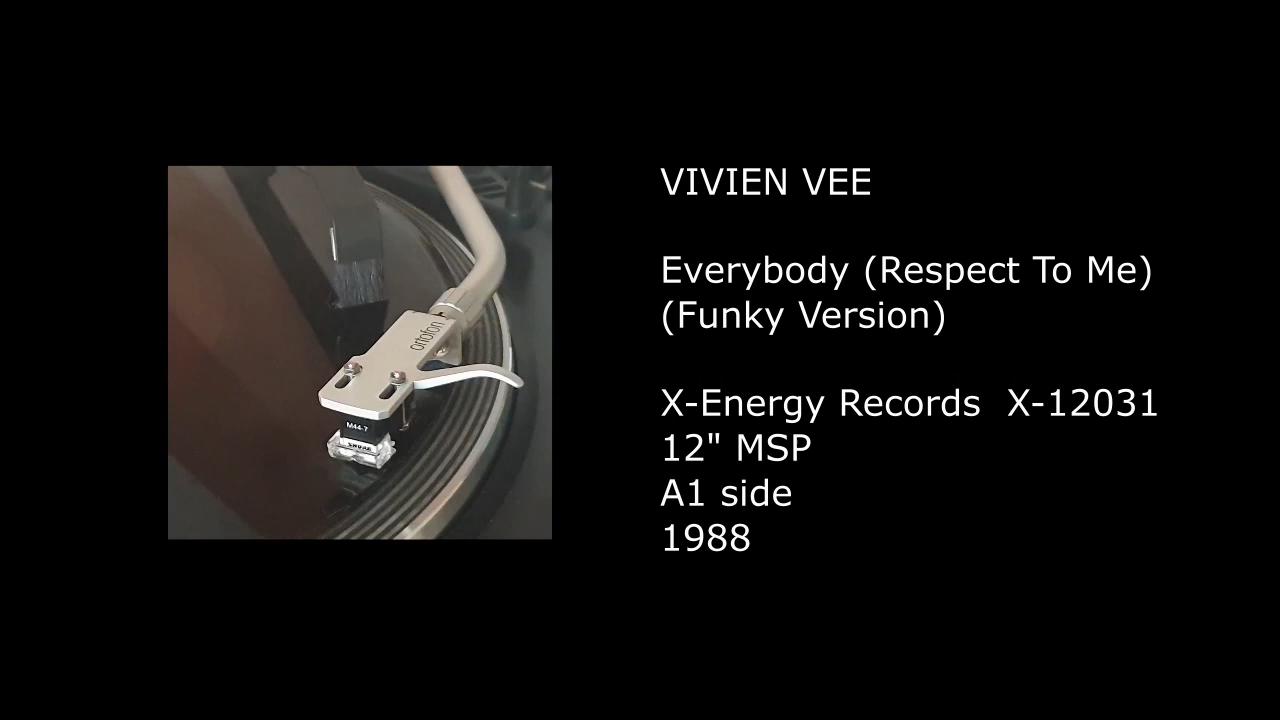 VIVIEN VEE
Everybody (Respect To Me)
(Funky Version)
X-Energy Records  X-12031
12" MSP
A1 side
1988
ortofon
M44-7
SHURE